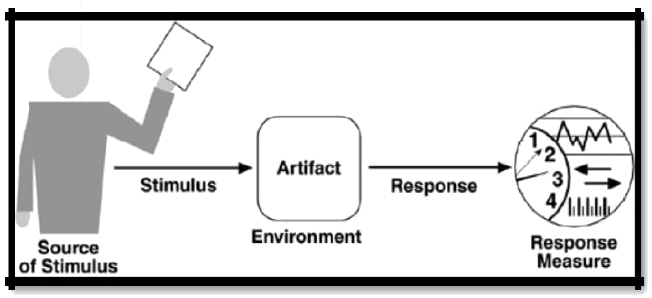 Source
of Stimulus
Stimulus
Artifact
Environment
Response
1
2
3
4
Response
Measure